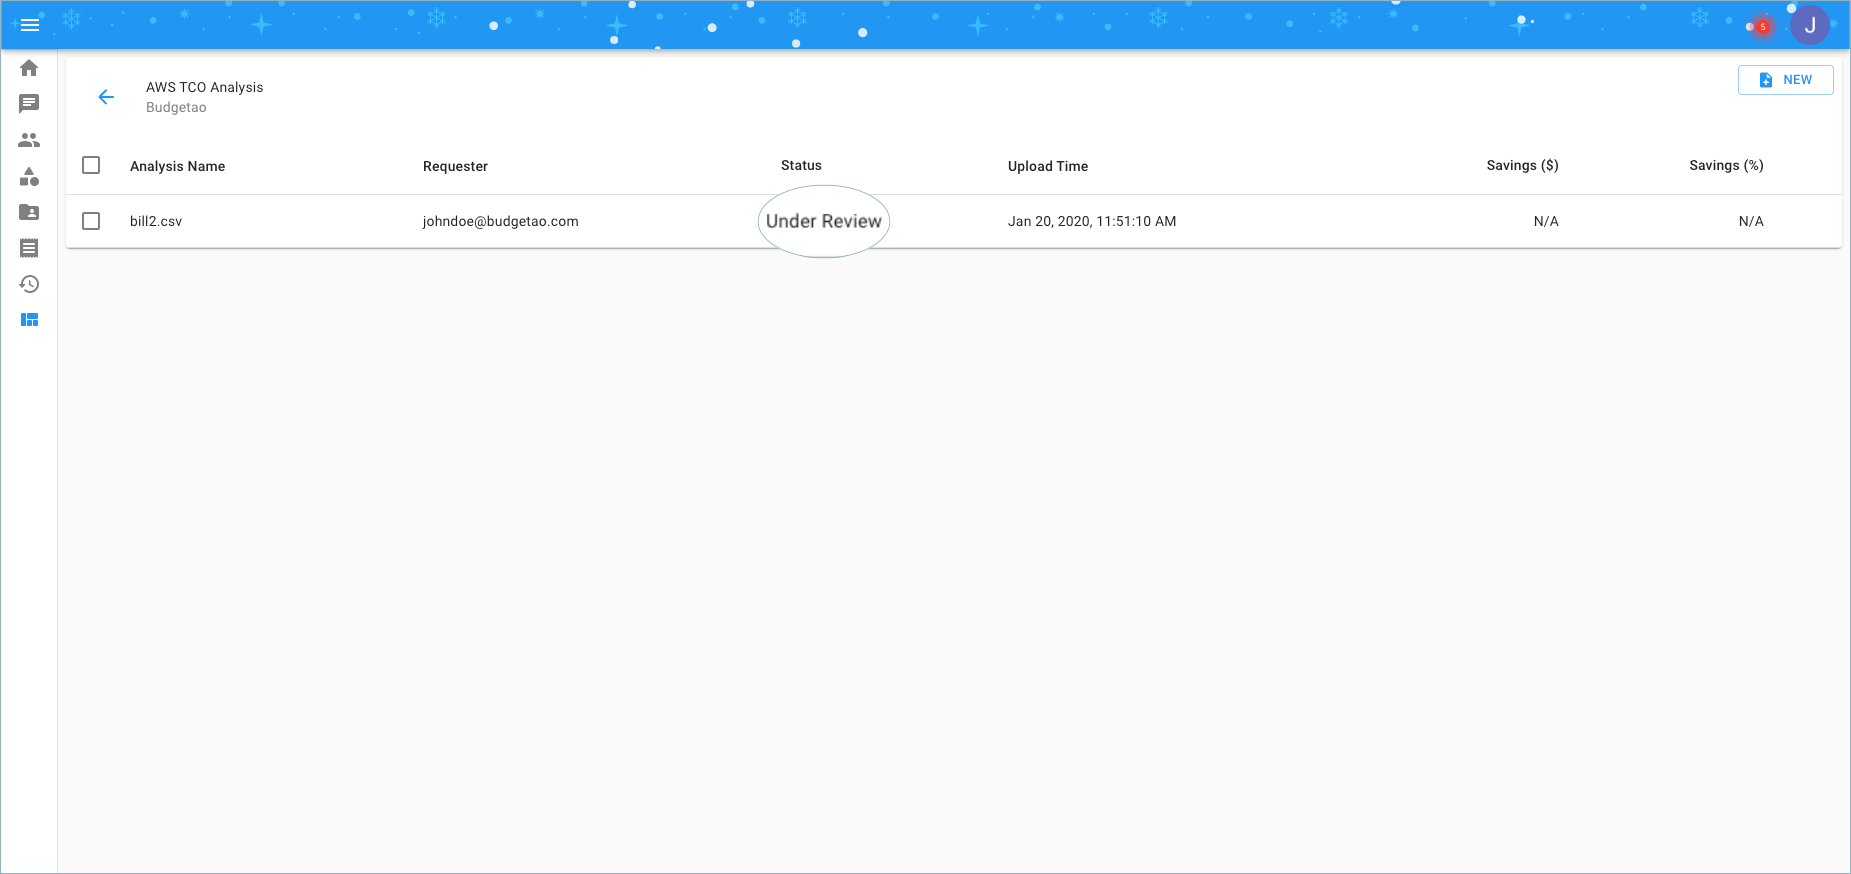 5
J
AWS TCO Analysis
Budgetao
NEW
Analysis Name Requester Status Upload Time Savings ($) Savings (%)
bill2.csv johndoe@budgetao.com Under Review Jan 20, 2020, 11:51:10 AM N/A N/A